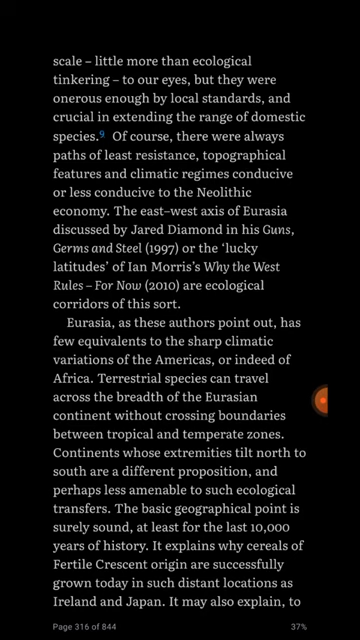 scale – little more than ecological
tinkering – to our eyes, but they were
onerous enough by local standards, and
crucial in extending the range of domestic
species.9 Of course, there were always
paths of least resistance, topographical
features and climatic regimes conducive
or less conducive to the Neolithic
economy. The east–west axis of Eurasia
discussed by Jared Diamond in his Guns,
Germs and Steel (1997) or the ‘lucky
latitudes’ of Ian Morris’s Why the West
Rules – For Now (2010) are ecological
corridors of this sort.
Eurasia, as these authors point out, has
few equivalents to the sharp climatic
variations of the Americas, or indeed of
Africa. Terrestrial species can travel
across the breadth of the Eurasian
continent without crossing boundaries
between tropical and temperate zones.
Continents whose extremities tilt north to
south are a different proposition, and
perhaps less amenable to such ecological
transfers. The basic geographical point is
surely sound, at least for the last 10,000
years of history. It explains why cereals of
Fertile Crescent origin are successfully
grown today in such distant locations as
Ireland and Japan. It may also explain, to
Page 316 of 844
37%